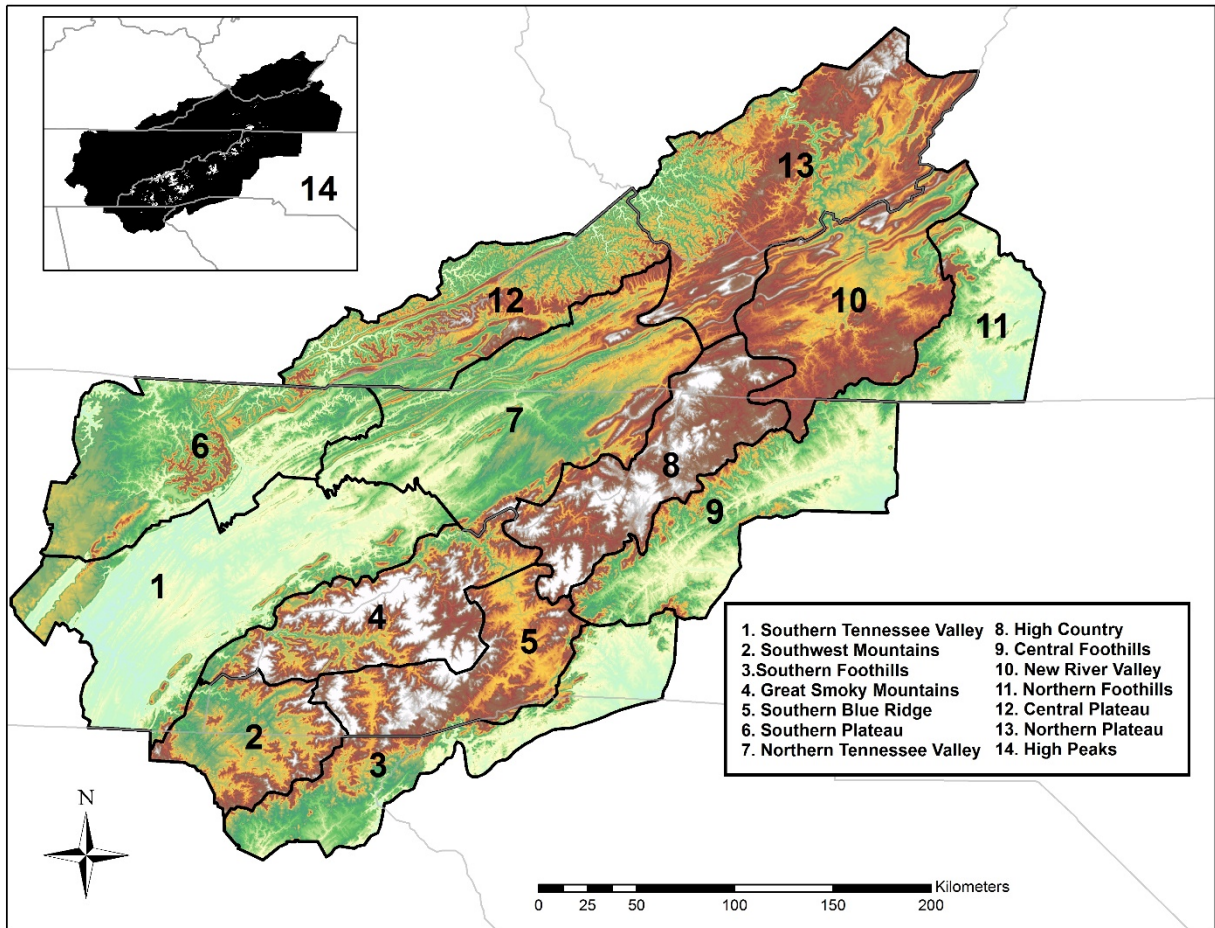 14
13
12
10
11
6
7
8
9
1
4
5
2
3
1. Southern Tennessee Valley
2. Southwest Mountains
3.Southern Foothills
4. Great Smoky Mountains
5. Southern Blue Ridge
6. Southern Plateau
7. Northern Tennessee Valley
8. High Country
9. Central Foothills
10. New River Valley
11. Northern Foothills
12. Central Plateau
13. Northern Plateau
14. High Peaks
N
Kilometers
0 25 50 100 150 200